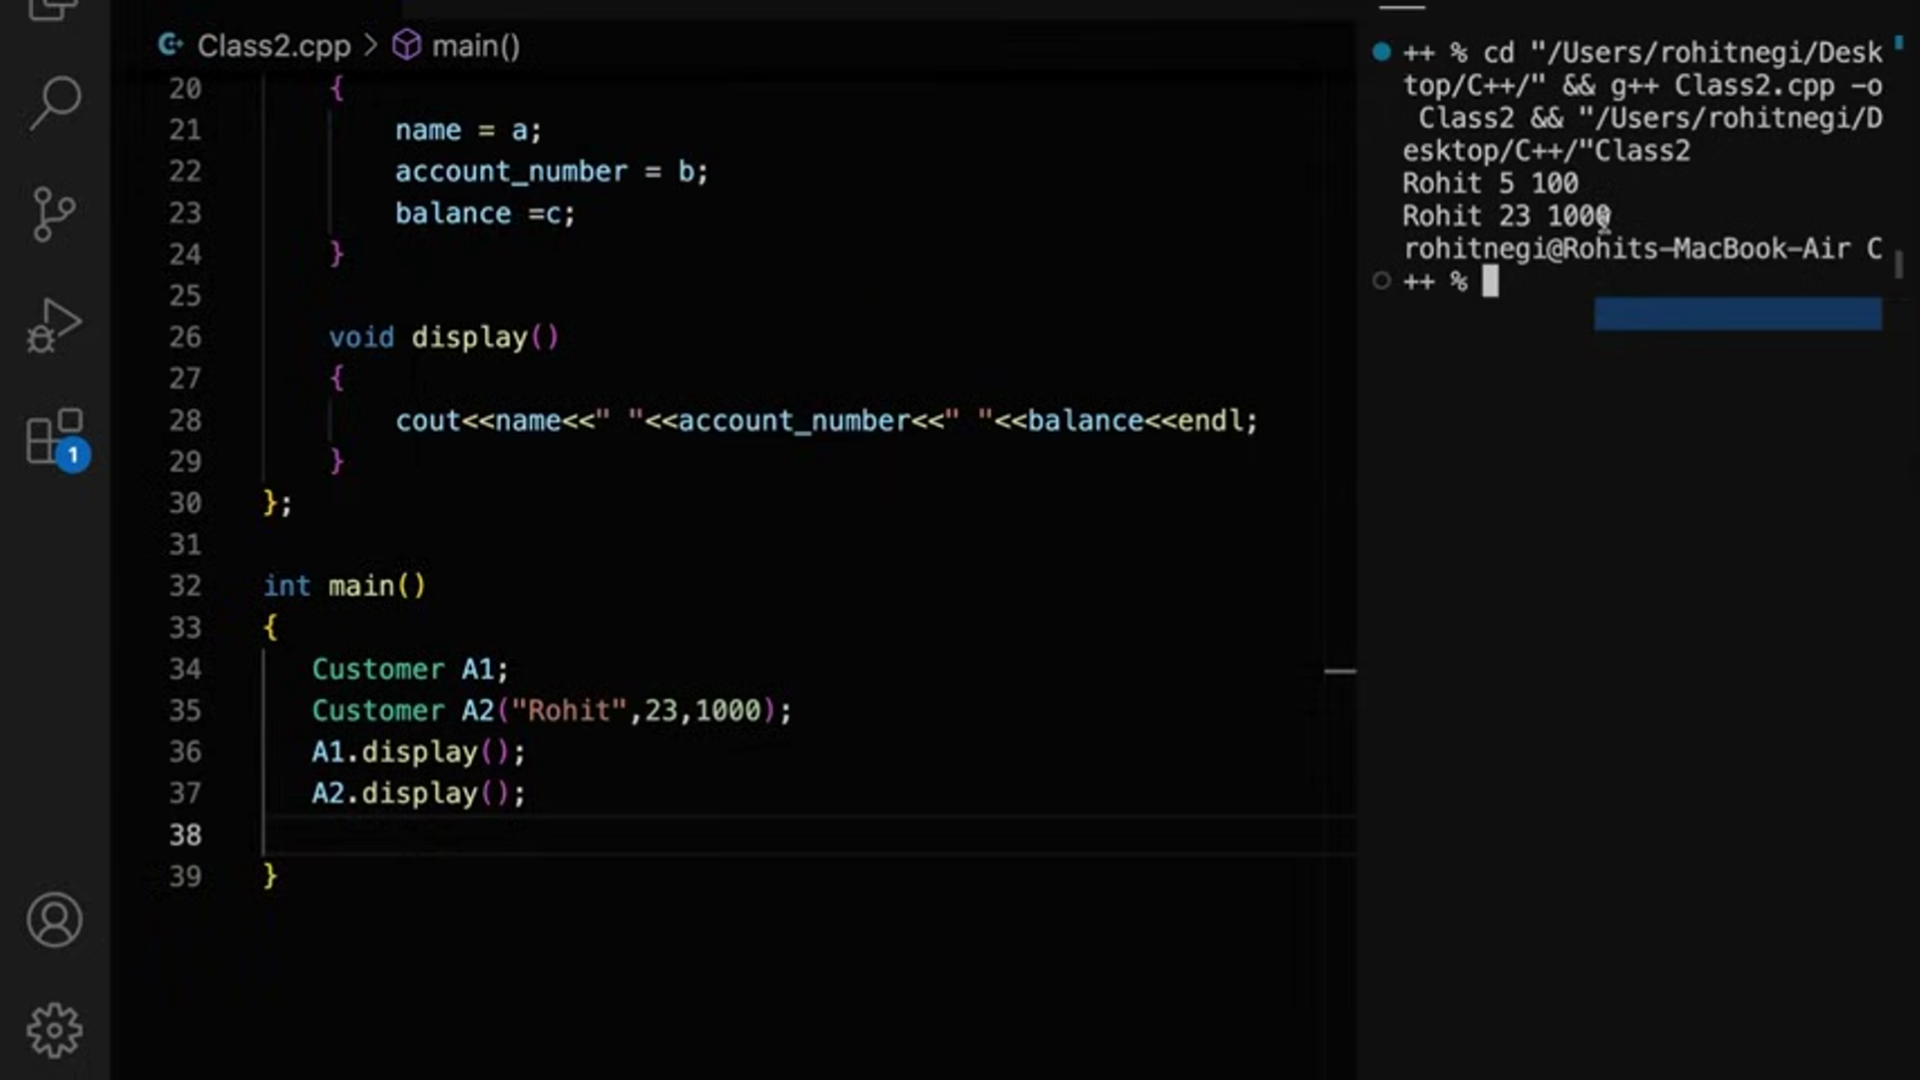 Class2.cpp > main()
20 {
21 name = a;
22 account_number = b;
23 balance =c;
24 }
25
26 void display()
27 {
28 cout<<name<<" "<<account_number<<" "<<balance<<endl;
29 }
30 };
31
32 int main()
33 {
34 Customer A1;
35 Customer A2("Rohit",23,1000);
36 A1.display();
37 A2.display();
38
39 }
1
++ % cd "/Users/rohitnegi/Desk
top/C++/" && g++ Class2.cpp -o
Class2 && "/Users/rohitnegi/D
esktop/C++/"Class2
Rohit 5 100
Rohit 23 1000
rohitnegi@Rohits-MacBook-Air C
++ %